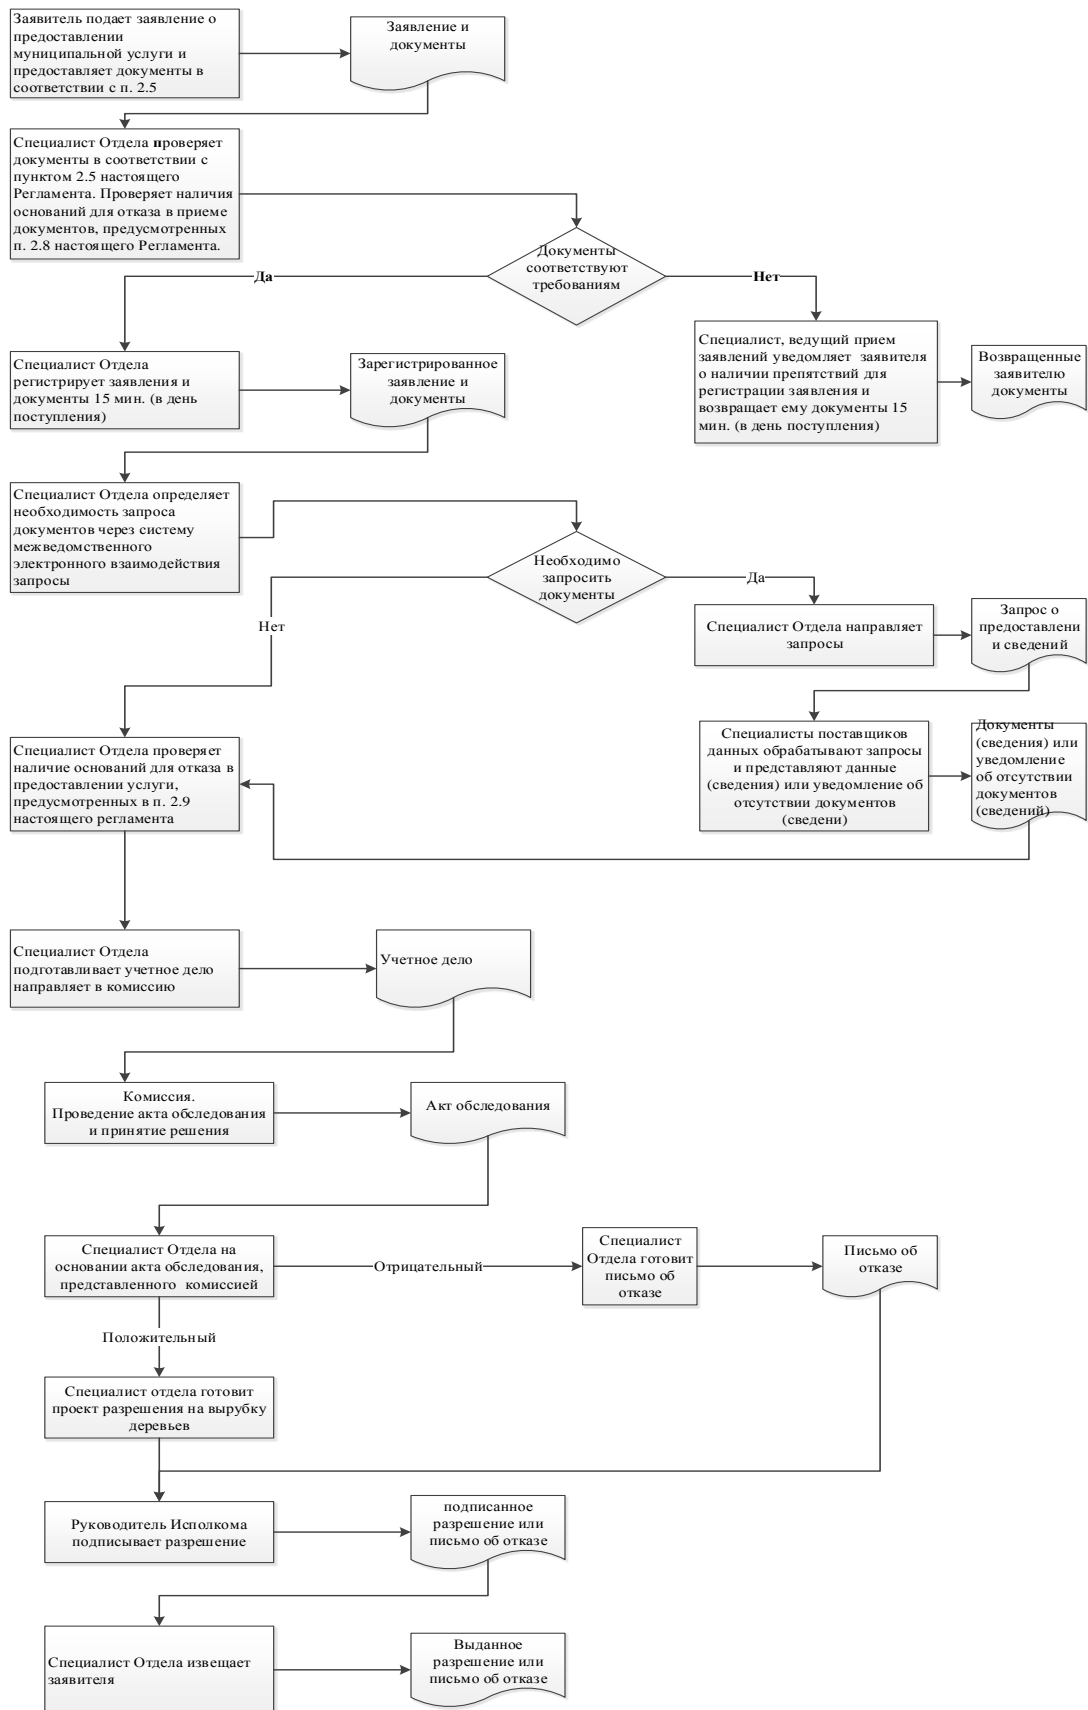 Заявитель подает заявление о
предоставлении
муниципальной услуги и
предоставляет документы в
соответствии с п. 2.5
Заявление и
документы
Специалист Отдела проверяет
документы в соответствии с
пунктом 2.5 настоящего
Регламента. Проверяет наличия
оснований для отказа в приеме
документов, предусмотренных
п. 2.8 настоящего Регламента.
Документы
соответствуют
требованиям
Да
Нет
Специалист Отдела
регистрирует заявления и
документы 15 мин. (в день
поступления)
Зарегистрированное
заявление и
документы
Специалист, ведущий прием
заявлений уведомляет заявителя
о наличии препятствий для
регистрации заявления и
возвращает ему документы 15
мин. (в день поступления)
Возвращенные
заявителю
документы
Специалист Отдела определяет
необходимость запроса
документов через систему
межведомственного
электронного взаимодействия
запросы
Необходимо
запросить
документы
Да
Нет
Специалист Отдела направляет
запросы
Запрос о
предоставлени
и сведений
Специалисты поставщиков
данных обрабатывают запросы
и представляют данные
(сведения) или уведомление об
отсутствии документов
(сведени)
Документы
(сведения) или
уведомление
об отсутствии
документов
(сведений)
Специалист Отдела проверяет
наличие оснований для отказа в
предоставлении услуги,
предусмотренных в п. 2.9
настоящего регламента
Специалист Отдела
подготавливает учетное дело
направляет в комиссию
Учетное дело
Комиссия.
Проведение акта обследования
и принятие решения
Акт обследования
Специалист Отдела на
основании акта обследования,
представленного комиссией
Отрицательный
Специалист
Отдела готовит
письмо об
отказе
Письмо об
отказе
Положительный
Специалист отдела готовит
проект разрешения на вырубку
деревьев
Руководитель Исполкома
подписывает разрешение
подписанное
разрешение или
письмо об отказе
Специалист Отдела извещает
заявителя
Выданное
разрешение или
письмо об отказе